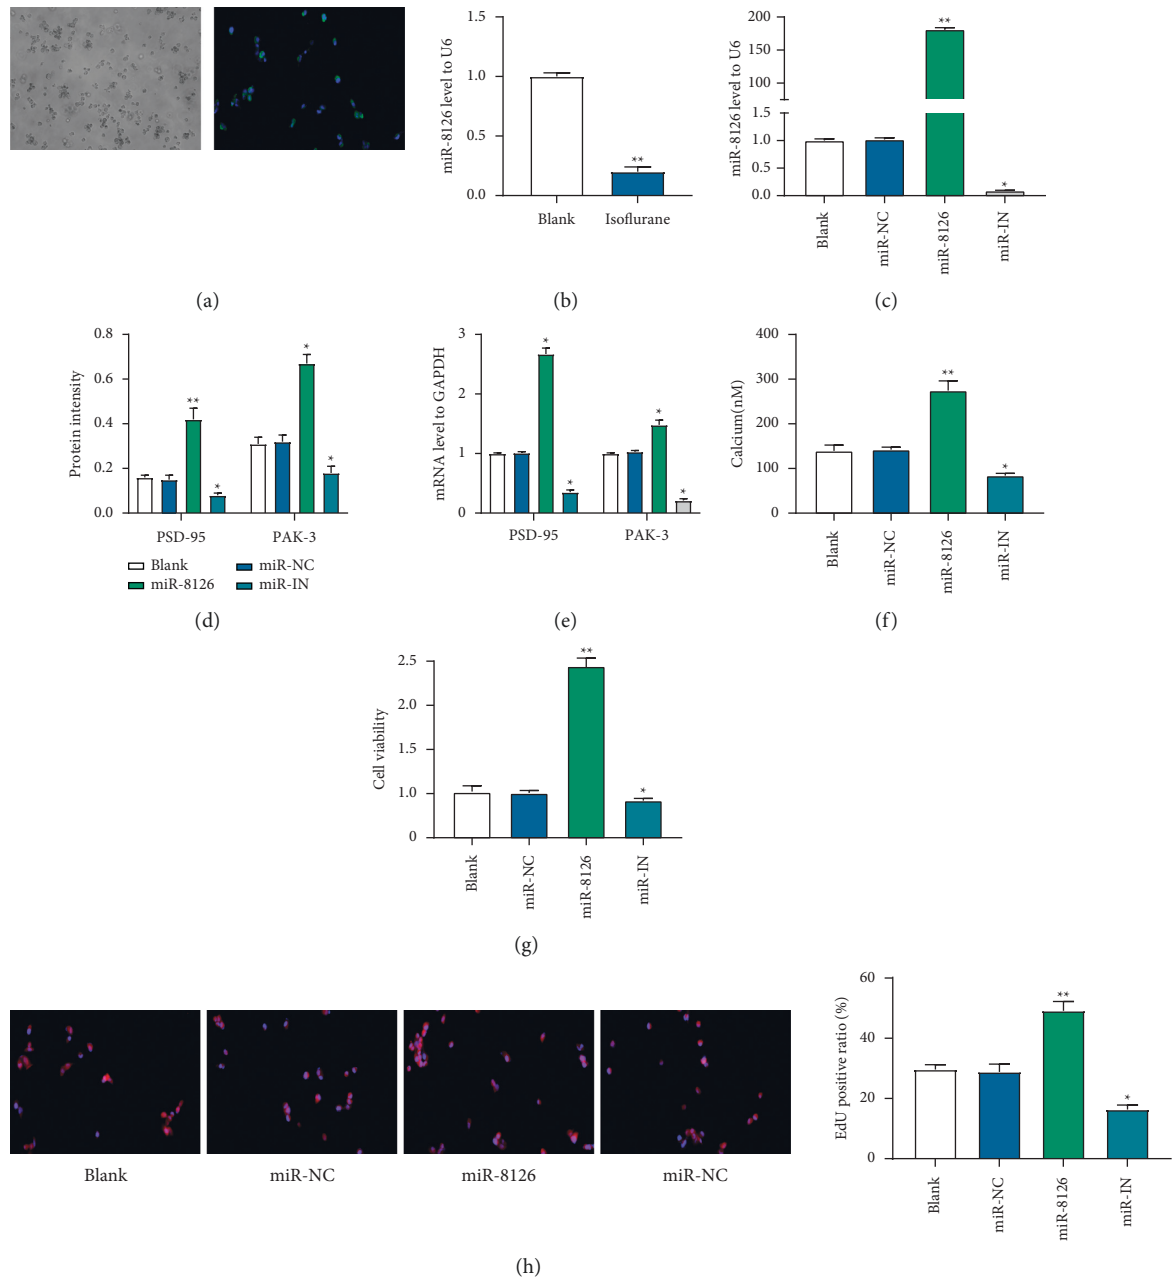 miR-8126 level to U6
1.5
1.0
0.5
0.0
**
Blank
Isoflurane
miR-8126 level to U6
200
150
100
1.5
1.0
0.5
0.0
**
*
Blank
miR-NC
miR-8126
miR-IN
(a)
(b)
(c)
Protein intensity
0.8
0.6
0.4
0.2
0.0
**
*
*
*
PSD-95
PAK-3
Blank
miR-NC
miR-8126
miR-IN
mRNA level to GAPDH
3
2
1
0
*
*
*
*
PSD-95
PAK-3
Calcium(nM)
400
300
200
100
0
**
*
Blank
miR-NC
miR-8126
miR-IN
(d)
(e)
(f)
Cell viability
2.5
2.0
1.5
1.0
0
**
*
Blank
miR-NC
miR-8126
miR-IN
(g)
Blank
miR-NC
miR-8126
miR-NC
EdU positive ratio (%)
60
40
20
0
**
*
Blank
miR-NC
miR-8126
miR-IN
(h)